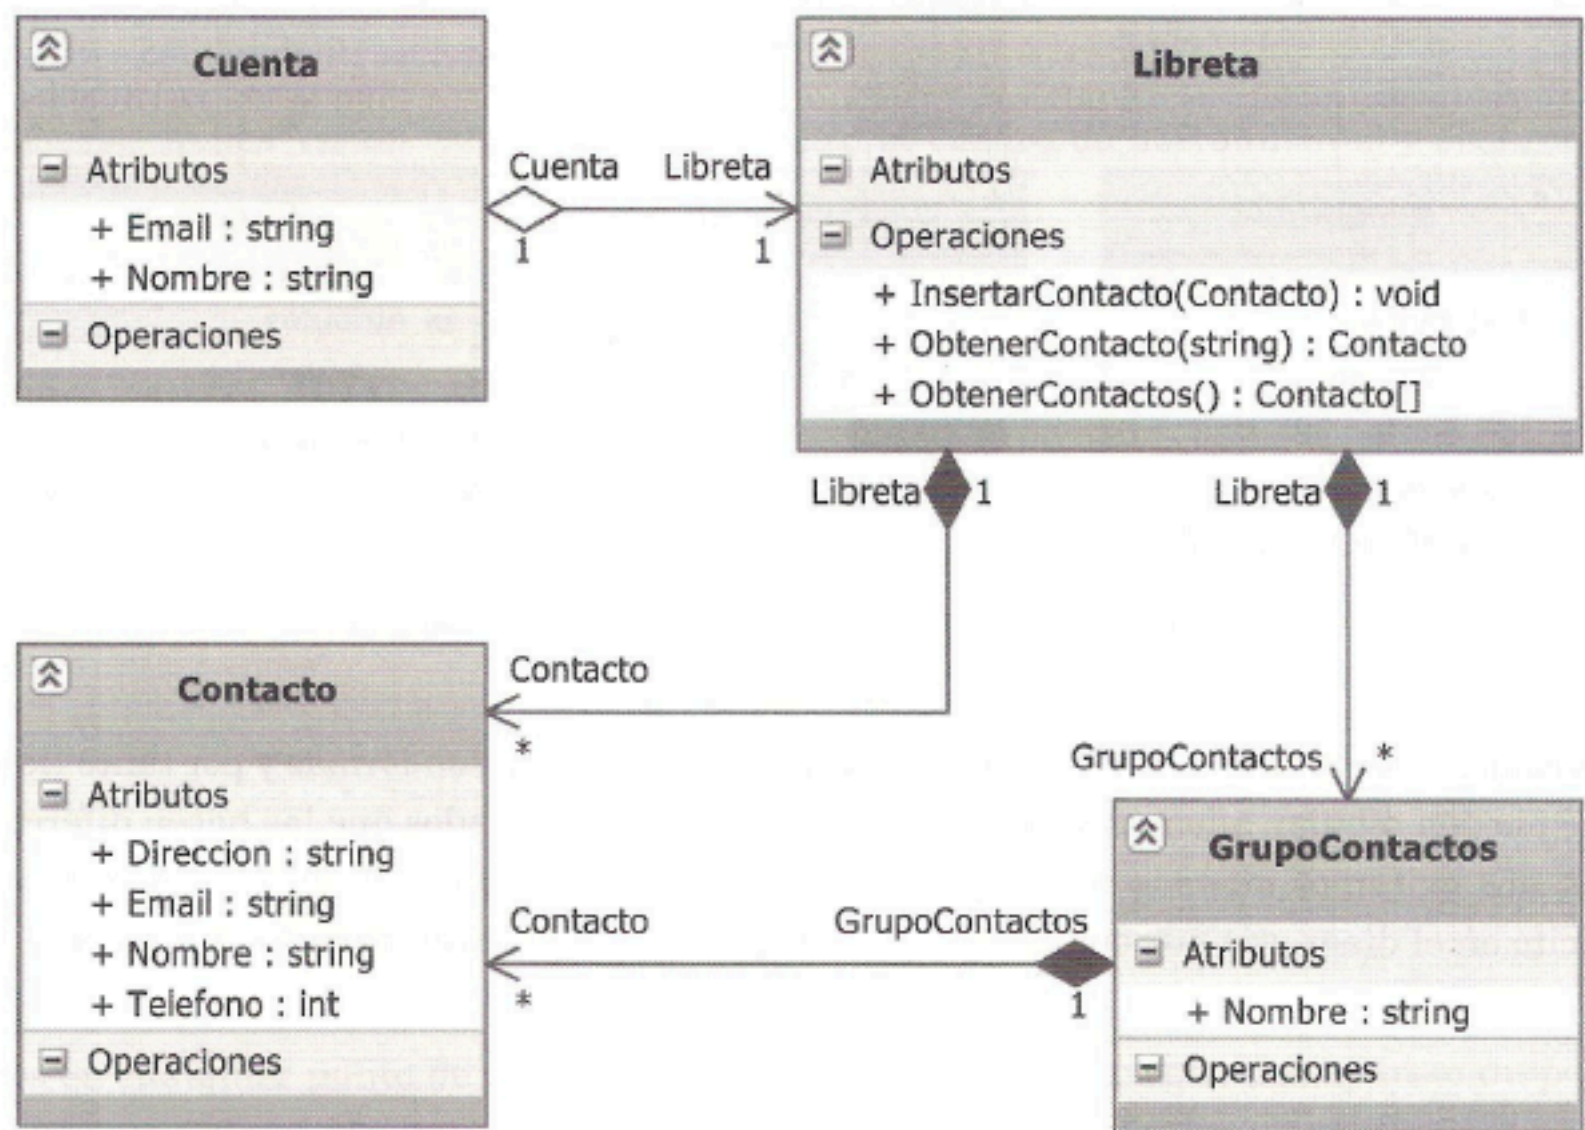 Cuenta
Atributos
+ Email : string
+ Nombre : string
Operaciones
Cuenta
Libreta
1
1
Libreta
Atributos
Operaciones
+ InsertarContacto(Contacto) : void
+ ObtenerContacto(string) : Contacto
+ ObtenerContactos() : Contacto[]
Libreta
1
Libreta
1
Contacto
*
GrupoContactos
*
Contacto
Atributos
+ Direccion : string
+ Email : string
+ Nombre : string
+ Telefono : int
Operaciones
Contacto
*
GrupoContactos
1
GrupoContactos
Atributos
+ Nombre : string
Operaciones